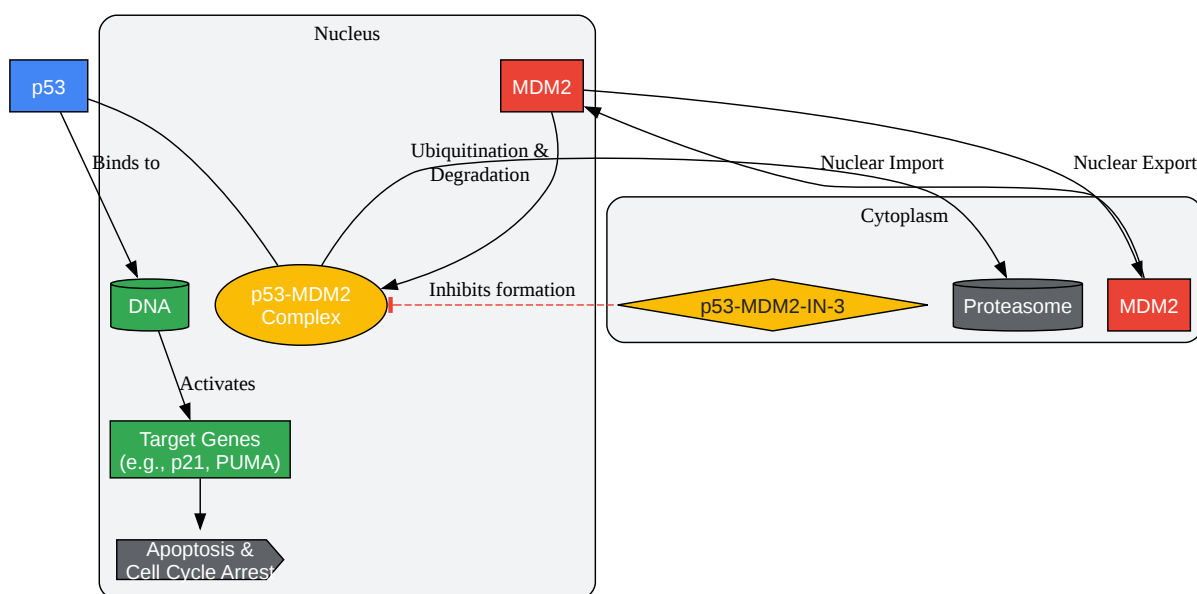 Nucleus
p53
MDM2
Binds to
Ubiquitination &
Degradation
Nuclear Import
Nuclear Export
Cytoplasm
DNA
p53-MDM2
Complex
Inhibits formation
p53-MDM2-IN-3
Proteasome
MDM2
Activates
Target Genes
(e.g., p21, PUMA)
Apoptosis &
Cell Cycle Arrest